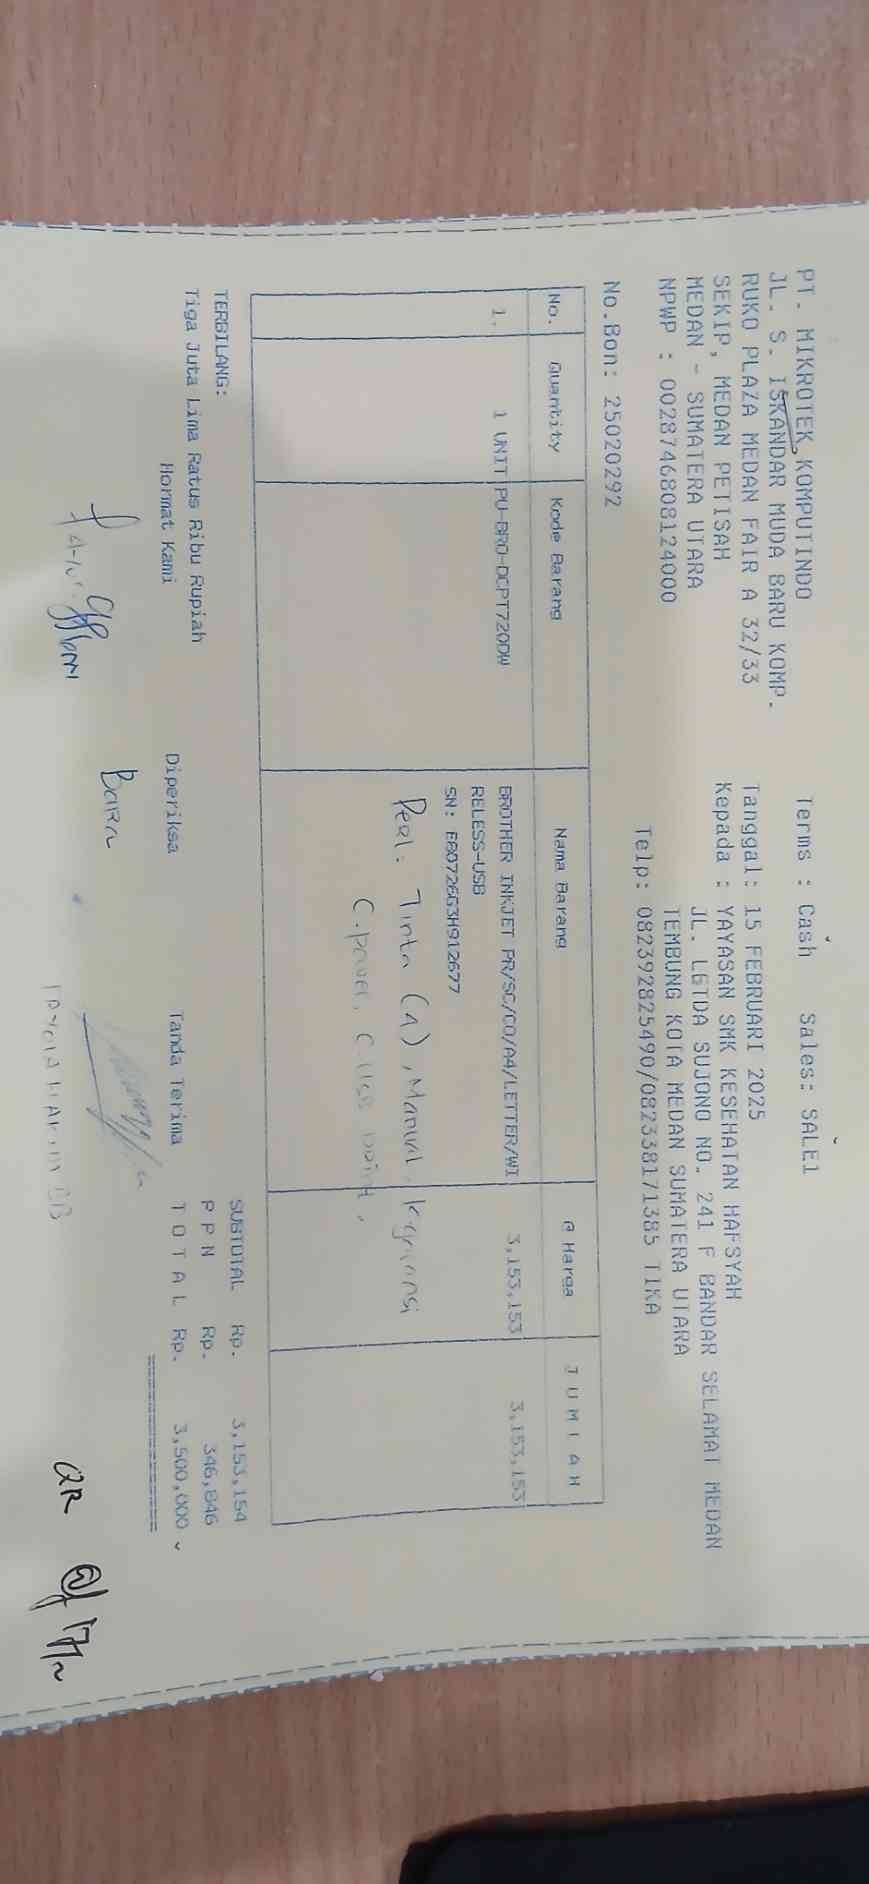 PT. MIKROTEK KOMPUTINDO
JL. S. ISKANDAR MUDA BARU KOMP.
RUKO PLAZA MEDAN FAIR A 32/33
SEKIP, MEDAN PETISAH
MEDAN - SUMATERA UTARA
NPWP : 0028746808124000
Terms : Cash Sales: SALE1
Tanggal: 15 FEBRUARI 2025
Kepada : YAYASAN SMK KESEHATAN HAFSYAH
JL. LETDA SUJONO NO. 241 F BANDAR SELAMAT MEDAN
TEMBUNG KOTA MEDAN SUMATERA UTARA
Telp: 082392825490/082338171385 TIKA
No.Bon: 25020292
No. Quantity Kode Barang Nama Barang @ Harga J U M L A H
1. 1 UNIT PU-BRO-DCPT720DW BROTHER INKJET PR/SC/CO/A4/LETTER/WI 3,153,153 3,153,153
RELESS-USB
SN: E80726G3H912677
Perl. Tinta (1), Manual,
C.power, C.USB print,
TERBILANG:
Tiga Juta Lima Ratus Ribu Rupiah
SUBTOTAL Rp. 3,153,154
P P N Rp. 346,846
T O T A L Rp. 3,500,000
Hormat Kami Diperiksa Tanda Terima
Bara